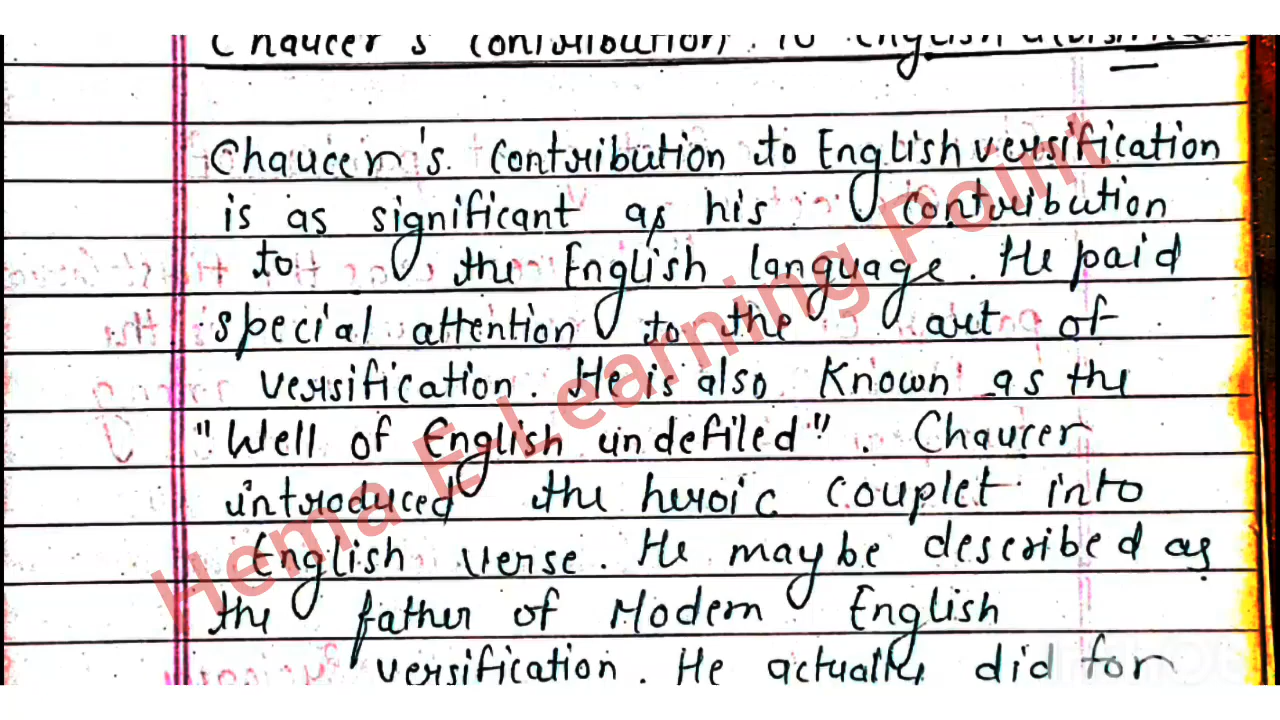 Chaucer's contribution to English versification
Chaucer's contribution to English versification
is as significant as his contribution
to the English language. He paid
special attention to the art of
versification. He is also known as the
"Well of English undefiled". Chaucer
introduced the heroic couplet into
English verse. He may be described as
the father of Modern English
versification. He actually did for
Hema E-Learning Point